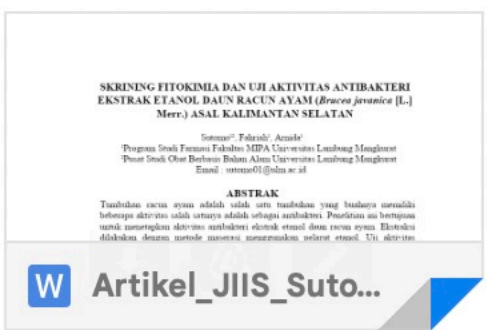 SKRINING FITOKIMIA DAN UJI AKTIVITAS ANTIBAKTERI
EKSTRAK ETANOL DAUN RACUN AYAM (Brucea javanica [L.]
Merr.) ASAL KALIMANTAN SELATAN
Sutomo¹², Fahriah¹, Arnida¹
¹Program Studi Farmasi Fakultas MIPA Universitas Lambung Mangkurat
²Pusat Studi Obat Berbasis Bahan Alam Universitas Lambung Mangkurat
Email : sutomo01@ulm.ac.id
ABSTRAK
Tumbuhan racun ayam adalah salah satu tumbuhan yang buahnya memiliki
beberapa aktivitas salah satunya adalah sebagai antibakteri. Penelitian ini bertujuan
untuk menetapkan aktivitas antibakteri ekstrak etanol daun racun ayam. Ekstraksi
dilakukan dengan metode maserasi menggunakan pelarut etanol. Uji aktivitas
W Artikel_JIIS_Suto...